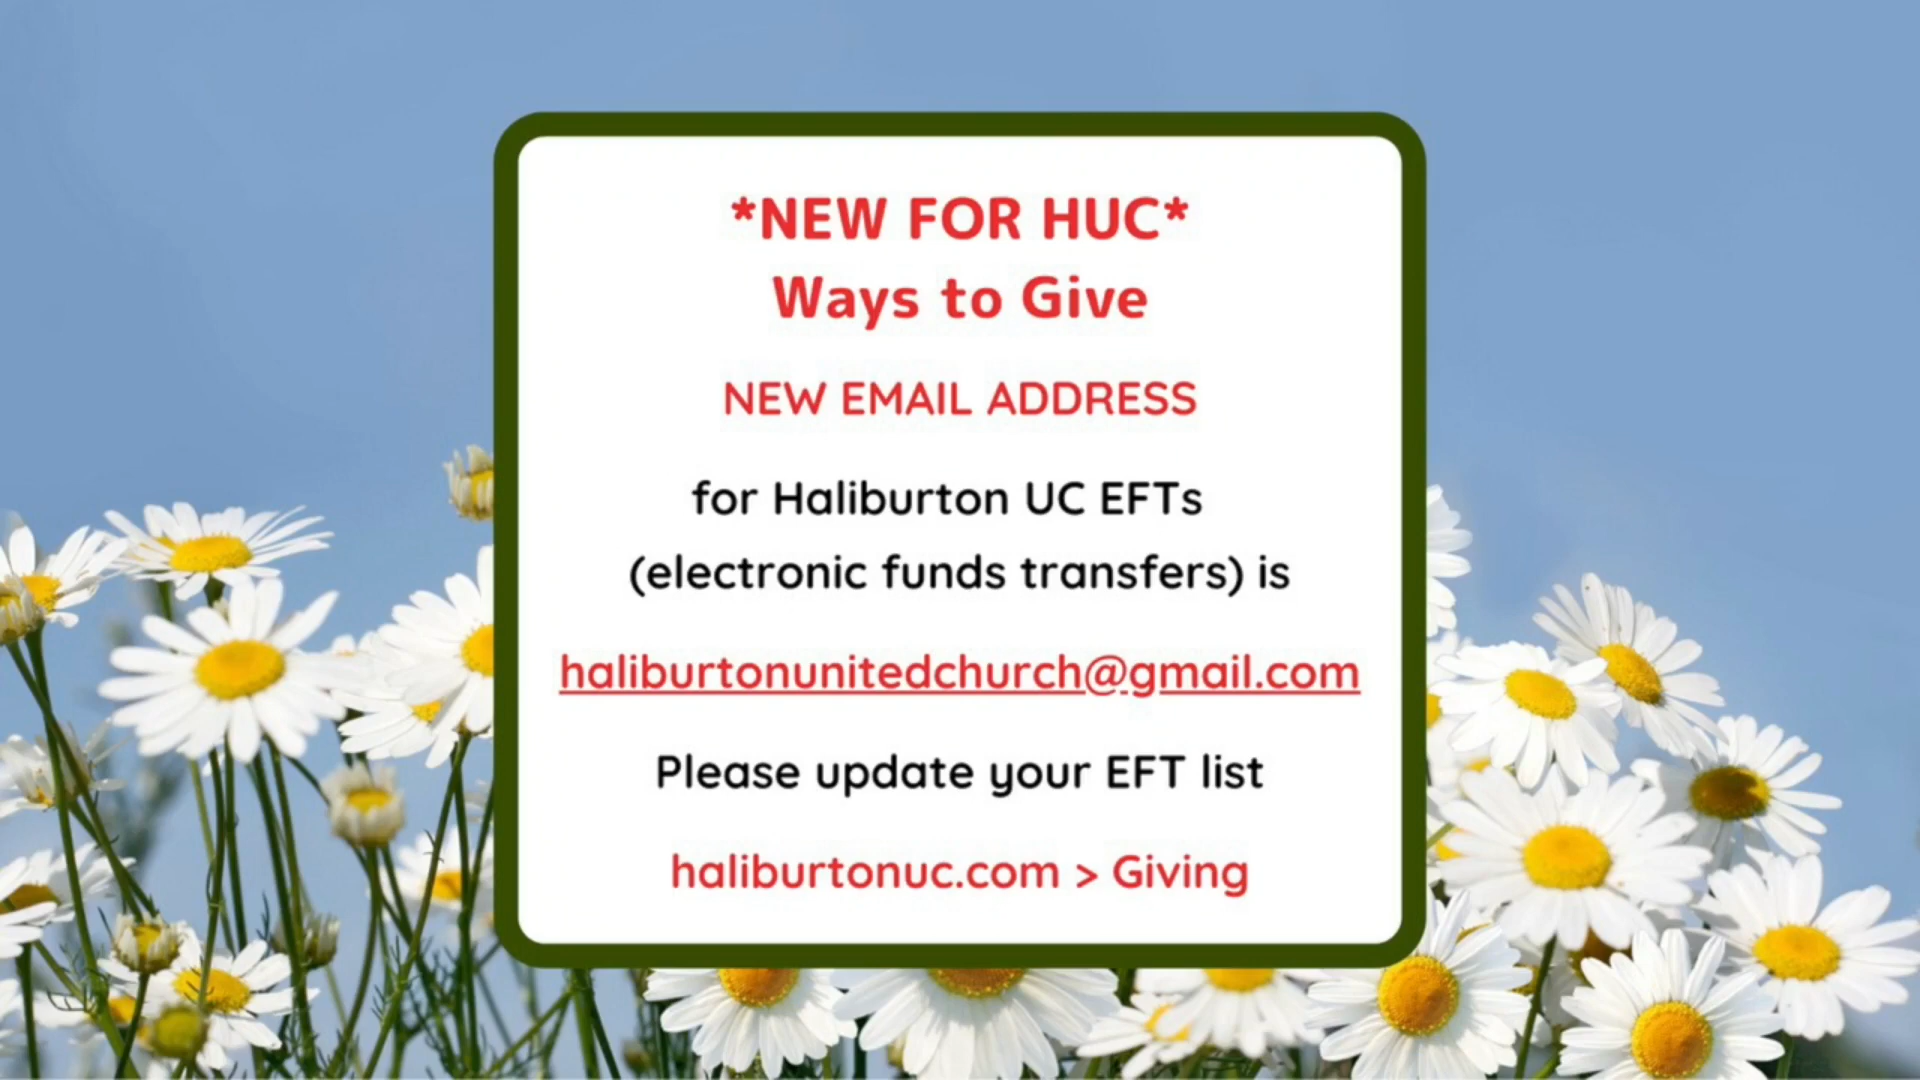 *NEW FOR HUC*
Ways to Give
NEW EMAIL ADDRESS
for Haliburton UC EFTs
(electronic funds transfers) is
haliburtonunitedchurch@gmail.com
Please update your EFT list
haliburtonuc.com > Giving